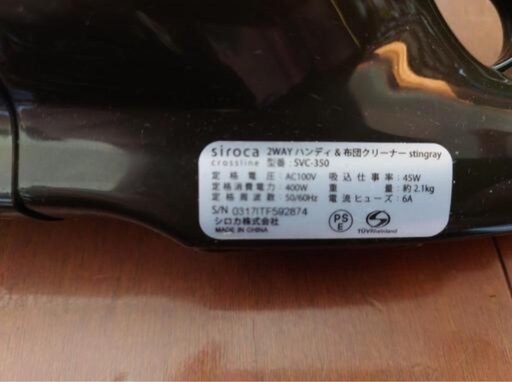 siroca 2WAY ハンディ & 布団クリーナー stingray
crossline 型番 : SVC-350
定格電圧 : AC100V 吸込仕事率 : 45W
定格消費電力 : 400W 重量 : 約2.1kg
定格周波数 : 50/60Hz 電流ヒューズ : 6A
S/N 0317ITF592874
シロカ株式会社
MADE IN CHINA
PS
E
TÜVRheinland